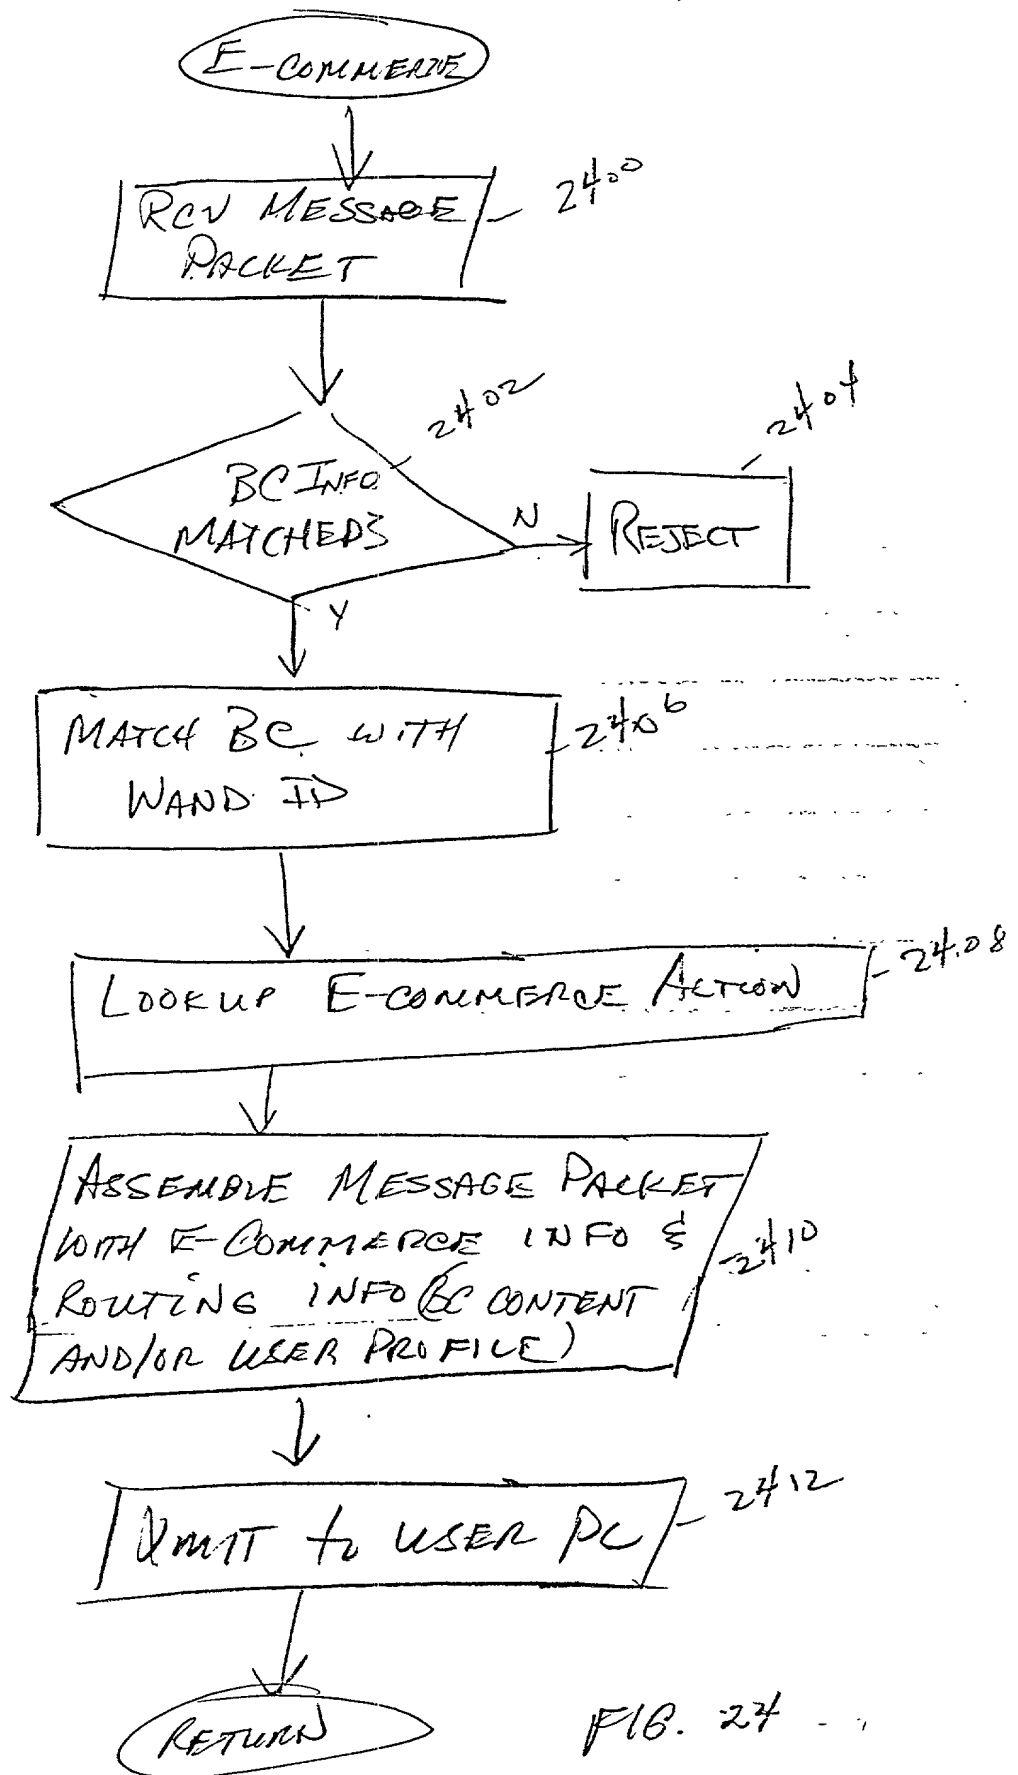 E-COMMERCE
RCV MESSAGE
PACKET
2400
BC INFO
MATCHED?
2402
N
REJECT
2404
Y
MATCH BC WITH
WAND ID
2406
LOOKUP E-COMMERCE ACTION
2408
ASSEMBLE MESSAGE PACKET
WITH E-COMMERCE INFO &
ROUTING INFO (BC CONTENT
AND/OR USER PROFILE)
2410
XMIT to USER PC
2412
RETURN
FIG. 24